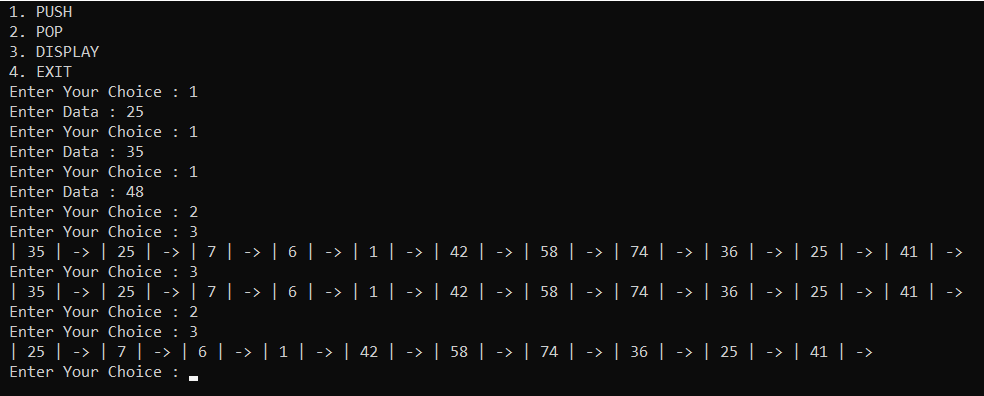 1. PUSH
2. POP
3. DISPLAY
4. EXIT
Enter Your Choice : 1
Enter Data : 25
Enter Your Choice : 1
Enter Data : 35
Enter Your Choice : 1
Enter Data : 48
Enter Your Choice : 2
Enter Your Choice : 3
| 35 | -> | 25 | -> | 7 | -> | 6 | -> | 1 | -> | 42 | -> | 58 | -> | 74 | -> | 36 | -> | 25 | -> | 41 | ->
Enter Your Choice : 3
| 35 | -> | 25 | -> | 7 | -> | 6 | -> | 1 | -> | 42 | -> | 58 | -> | 74 | -> | 36 | -> | 25 | -> | 41 | ->
Enter Your Choice : 2
Enter Your Choice : 3
| 25 | -> | 7 | -> | 6 | -> | 1 | -> | 42 | -> | 58 | -> | 74 | -> | 36 | -> | 25 | -> | 41 | ->
Enter Your Choice :